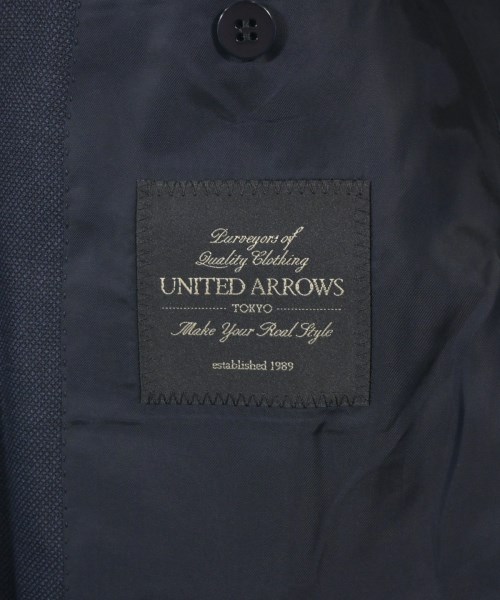 Purveyors of
Quality Clothing
UNITED ARROWS
TOKYO
Make Your Real Style
established 1989